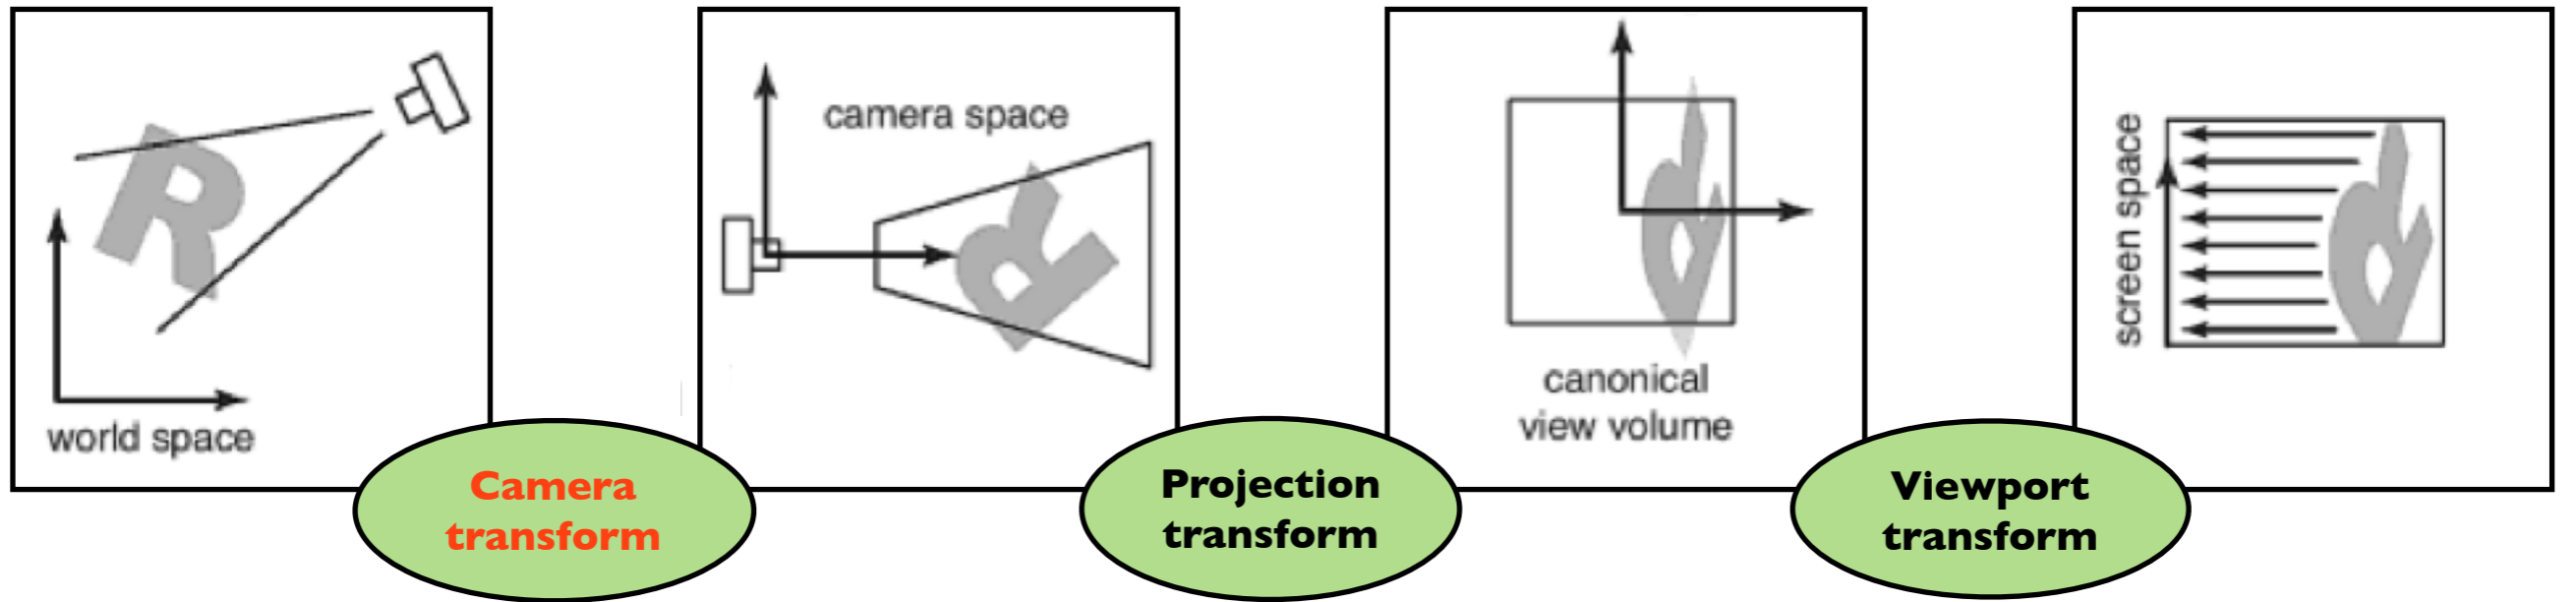 world space
Camera
transform
camera space
Projection
transform
canonical
view volume
Viewport
transform
screen space